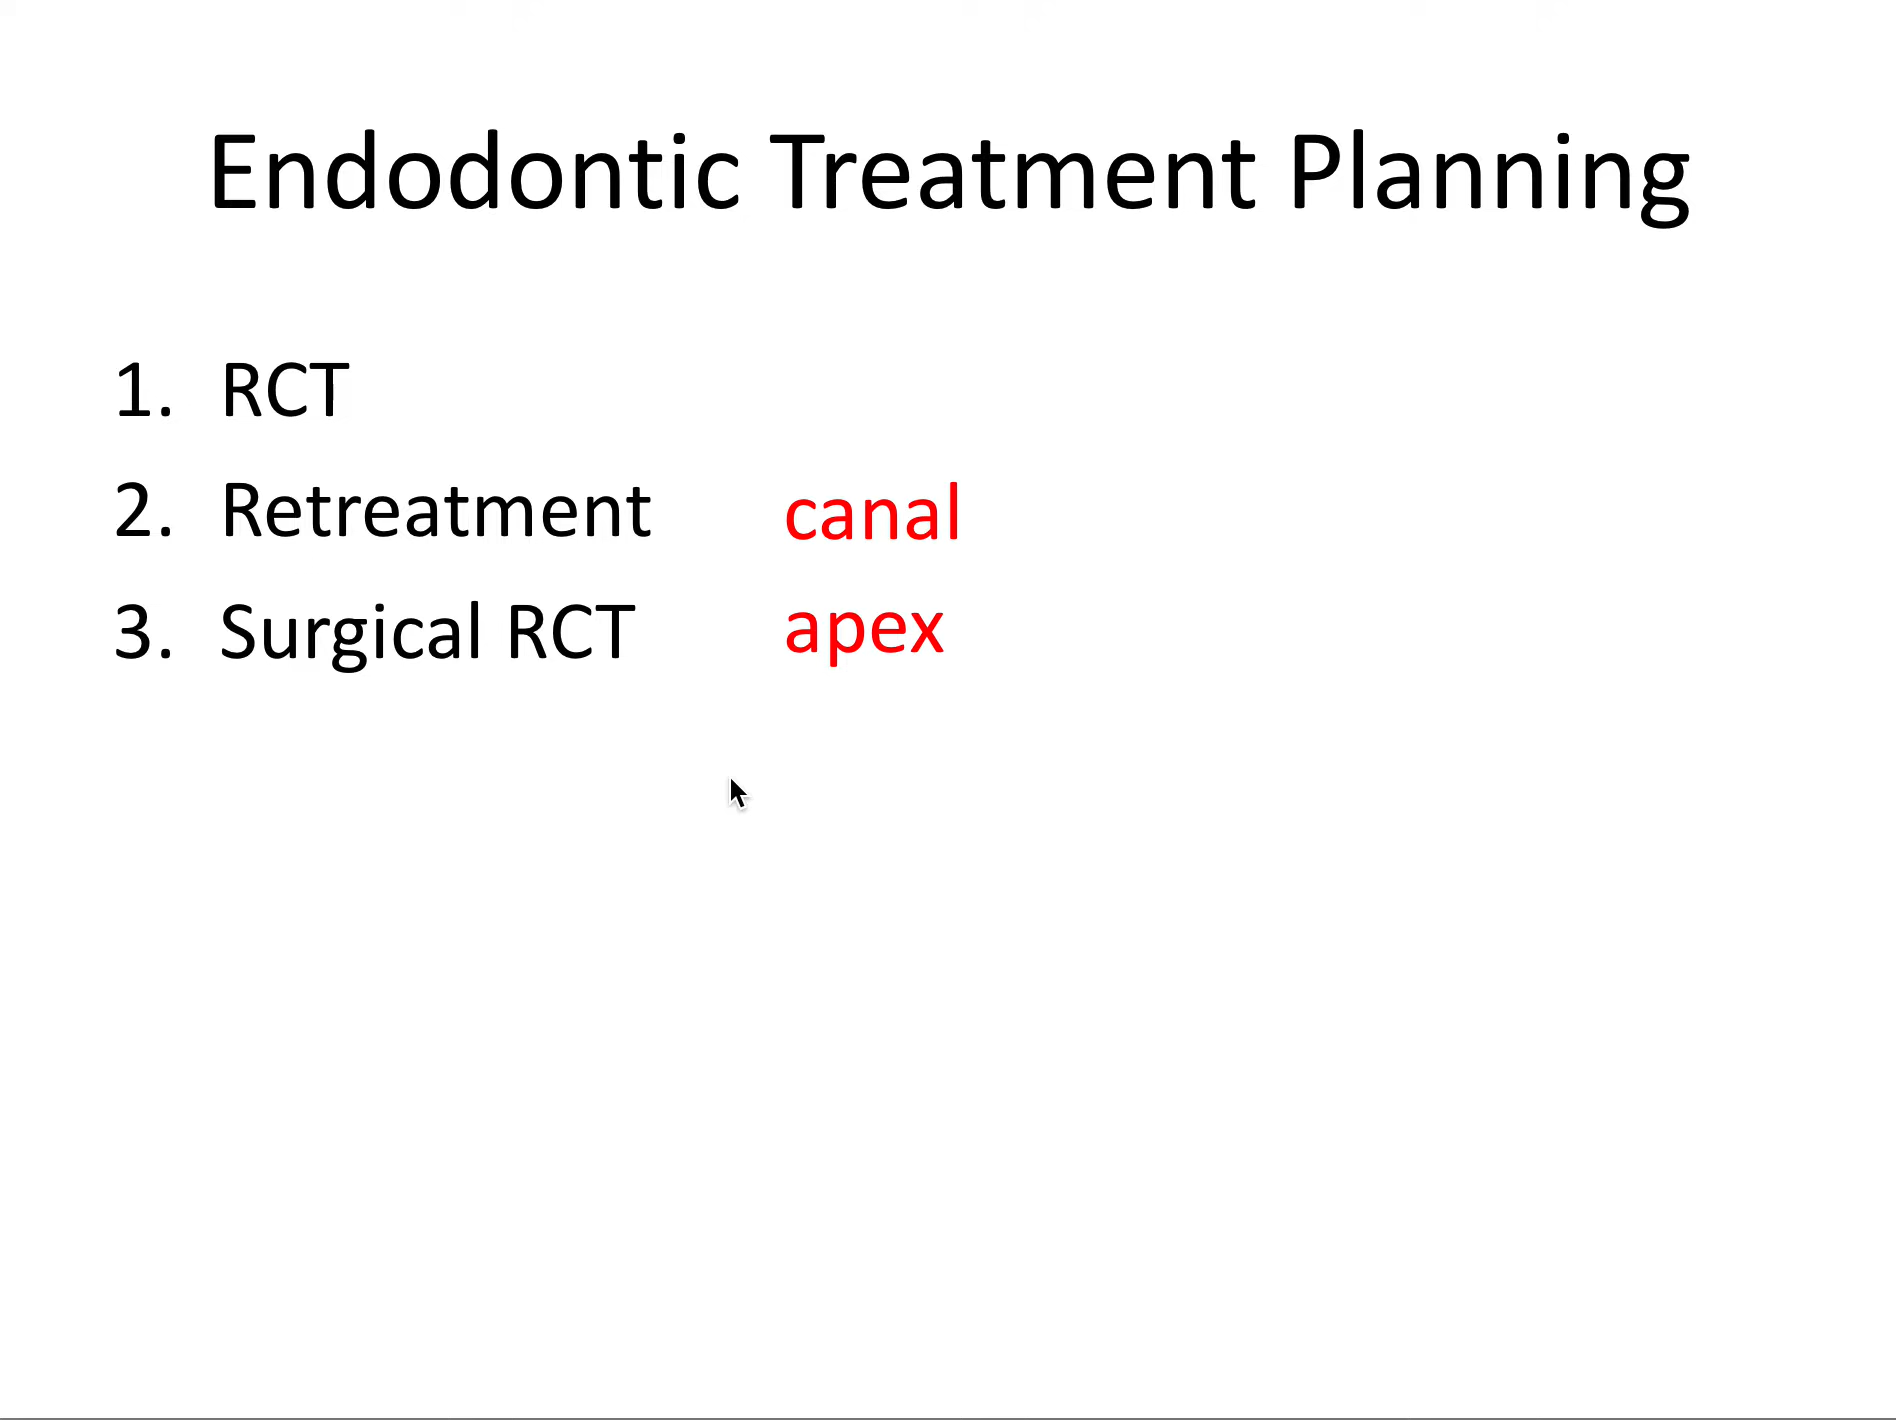 Endodontic Treatment Planning
1. RCT
2. Retreatment canal
3. Surgical RCT apex